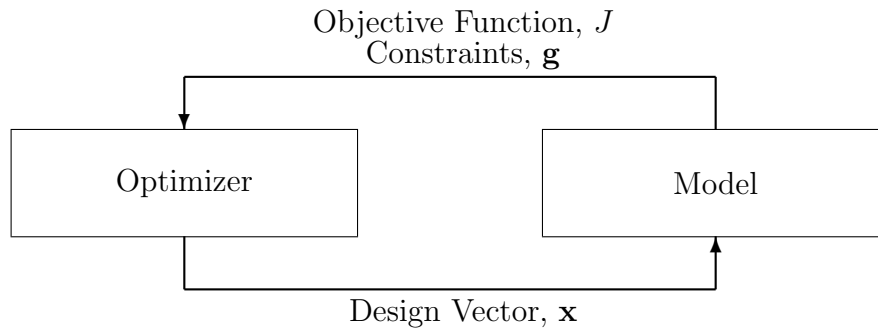 Objective Function, J
Constraints, g
Optimizer
Model
Design Vector, x